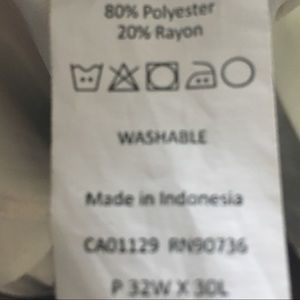 80% Polyester
20% Rayon
WASHABLE
Made in Indonesia
CA01129 RN90736
P 32W X 30L